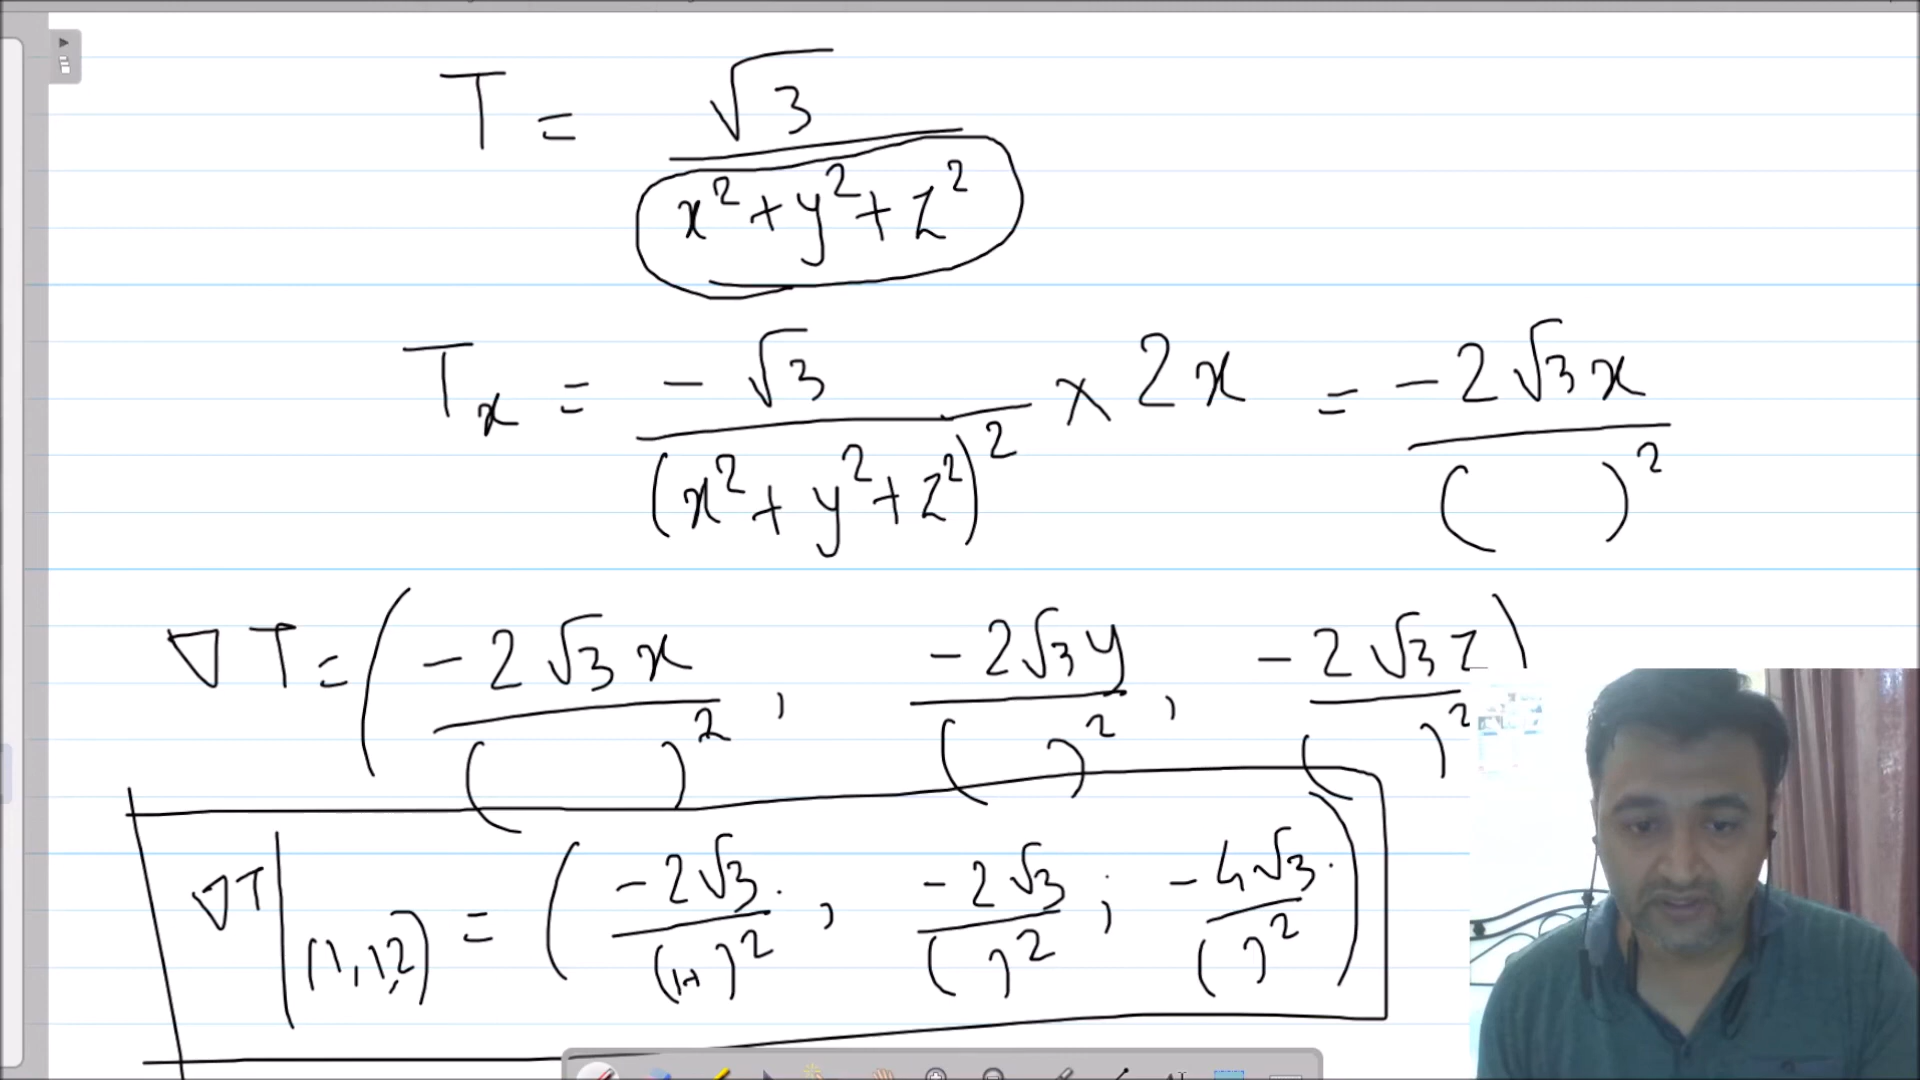 T = √3 / (x² + y² + z²)
Tₓ = -√3 / (x² + y² + z²)² × 2x = -2√3x / ( )²
∇T = ( -2√3x / ( )² , -2√3y / ( )² , -2√3z / ( )² )
∇T|(1,1,2) = ( -2√3 / ( )² , -2√3 / ( )² , -4√3 / ( )² )